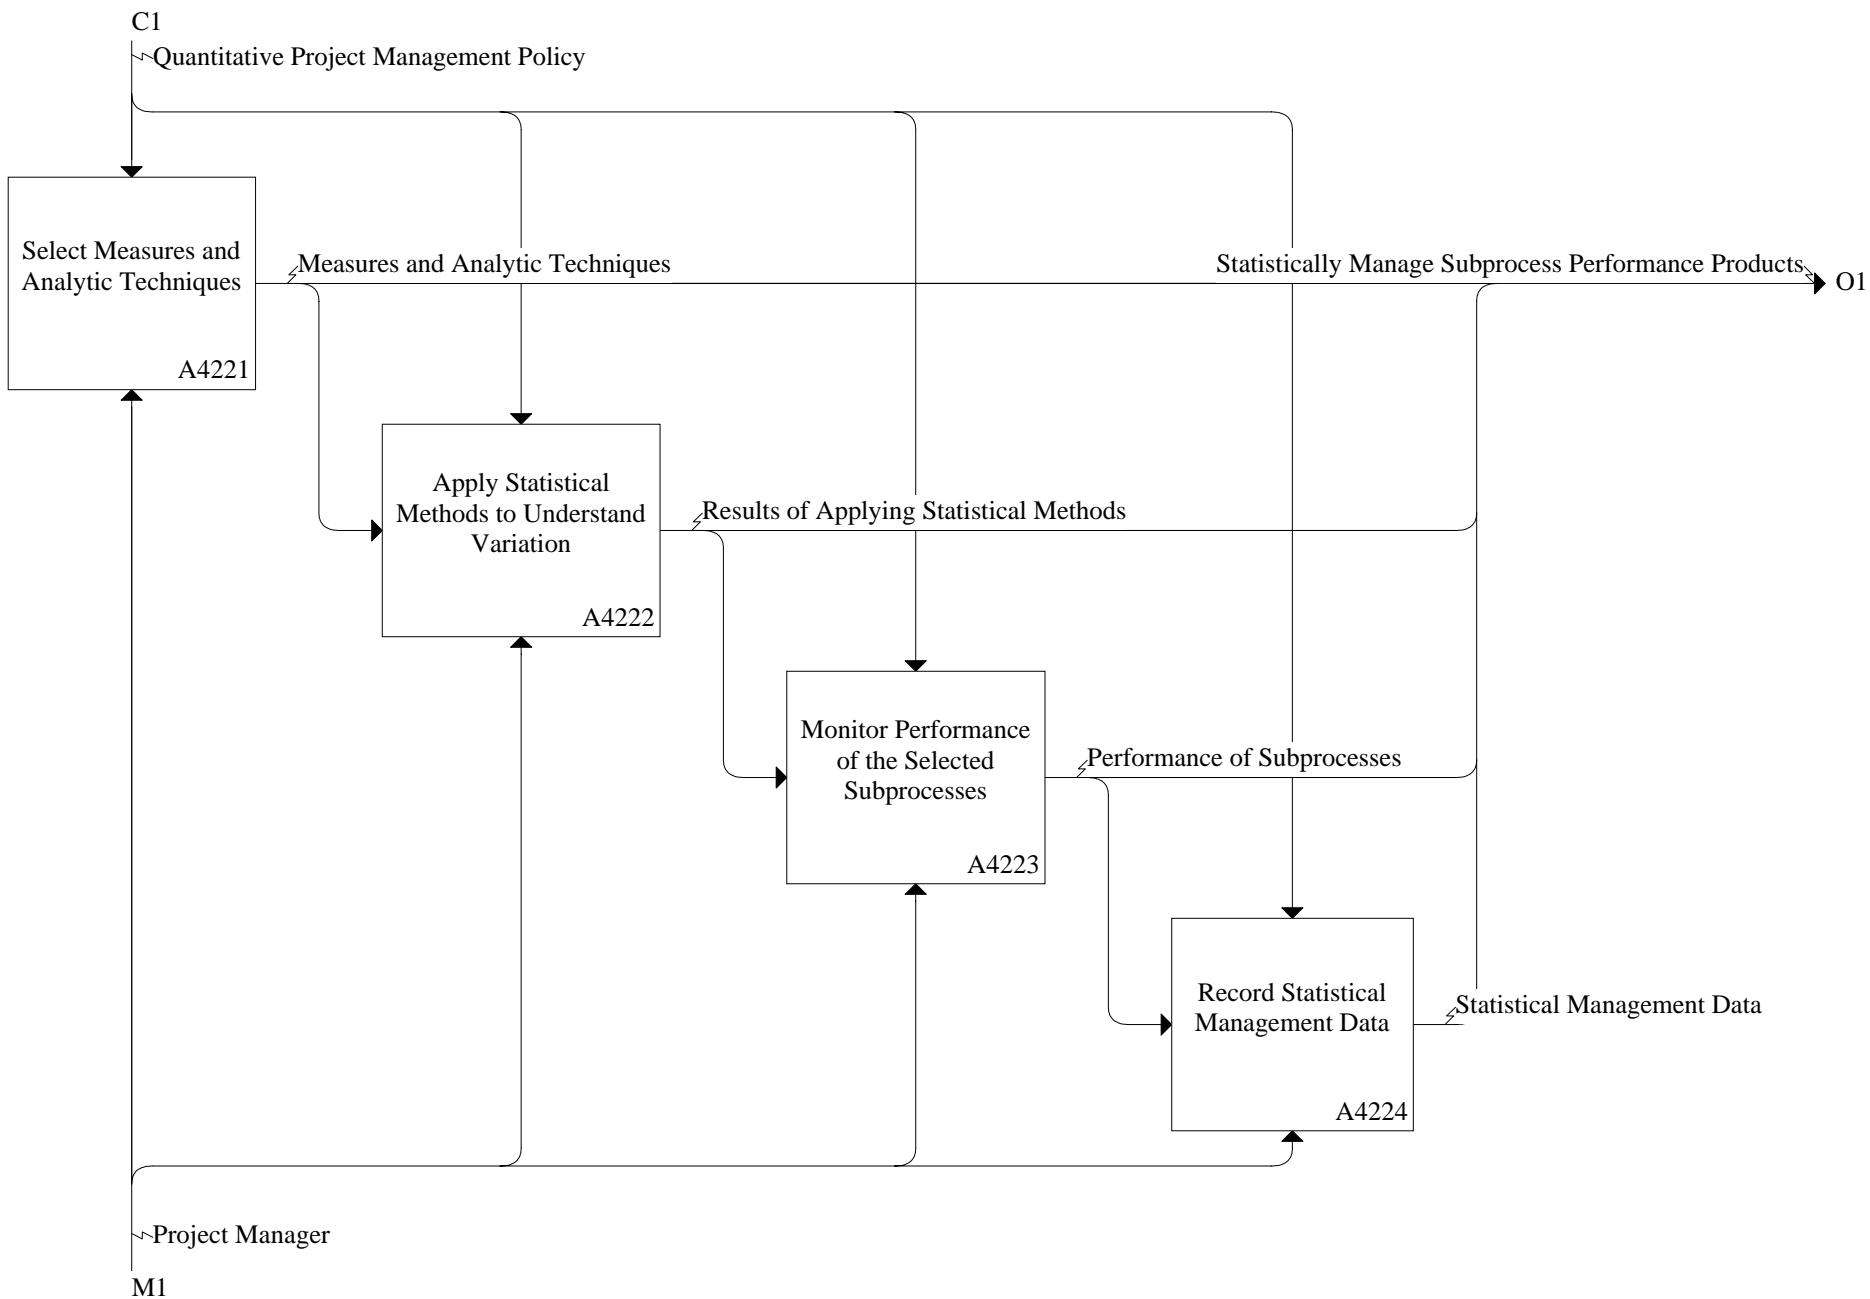 C1
Quantitative Project Management Policy
Select Measures and
Analytic Techniques
A4221
Measures and Analytic Techniques
Statistically Manage Subprocess Performance Products
O1
Apply Statistical
Methods to Understand
Variation
A4222
Results of Applying Statistical Methods
Monitor Performance
of the Selected
Subprocesses
A4223
Performance of Subprocesses
Record Statistical
Management Data
A4224
Statistical Management Data
Project Manager
M1